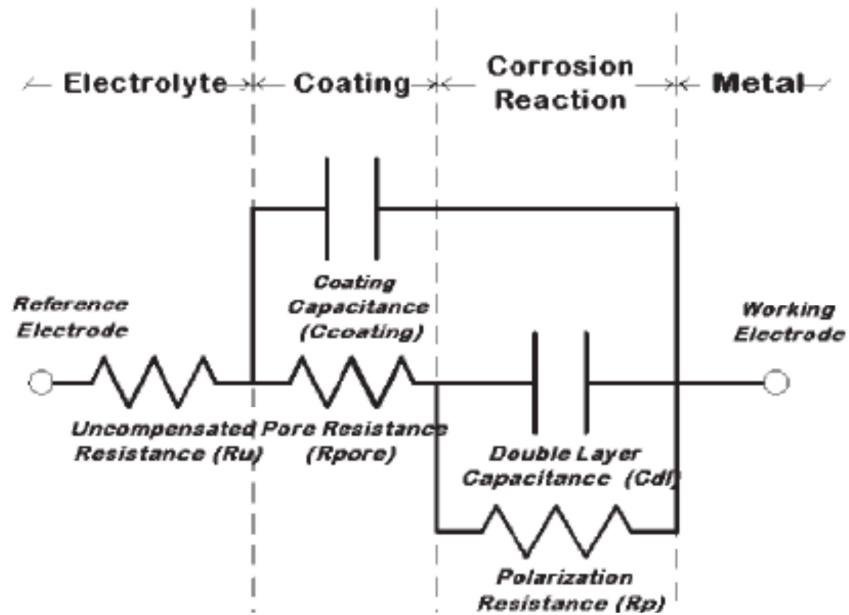 Electrolyte
Coating
Corrosion
Reaction
Metal
Coating
Capacitance
(Ccoating)
Reference
Electrode
Working
Electrode
Uncompensated
Resistance (Ru)
Pore Resistance
(Rpore)
Double Layer
Capacitance (Cdl)
Polarization
Resistance (Rp)